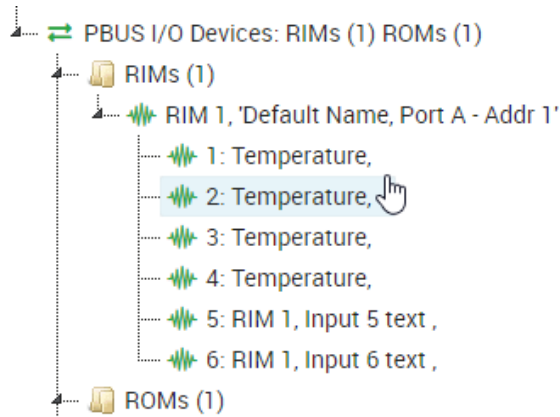 PBUS I/O Devices: RIMs (1) ROMs (1)
RIMs (1)
RIM 1, 'Default Name, Port A - Addr 1'
1: Temperature,
2: Temperature,
3: Temperature,
4: Temperature,
5: RIM 1, Input 5 text ,
6: RIM 1, Input 6 text ,
ROMs (1)